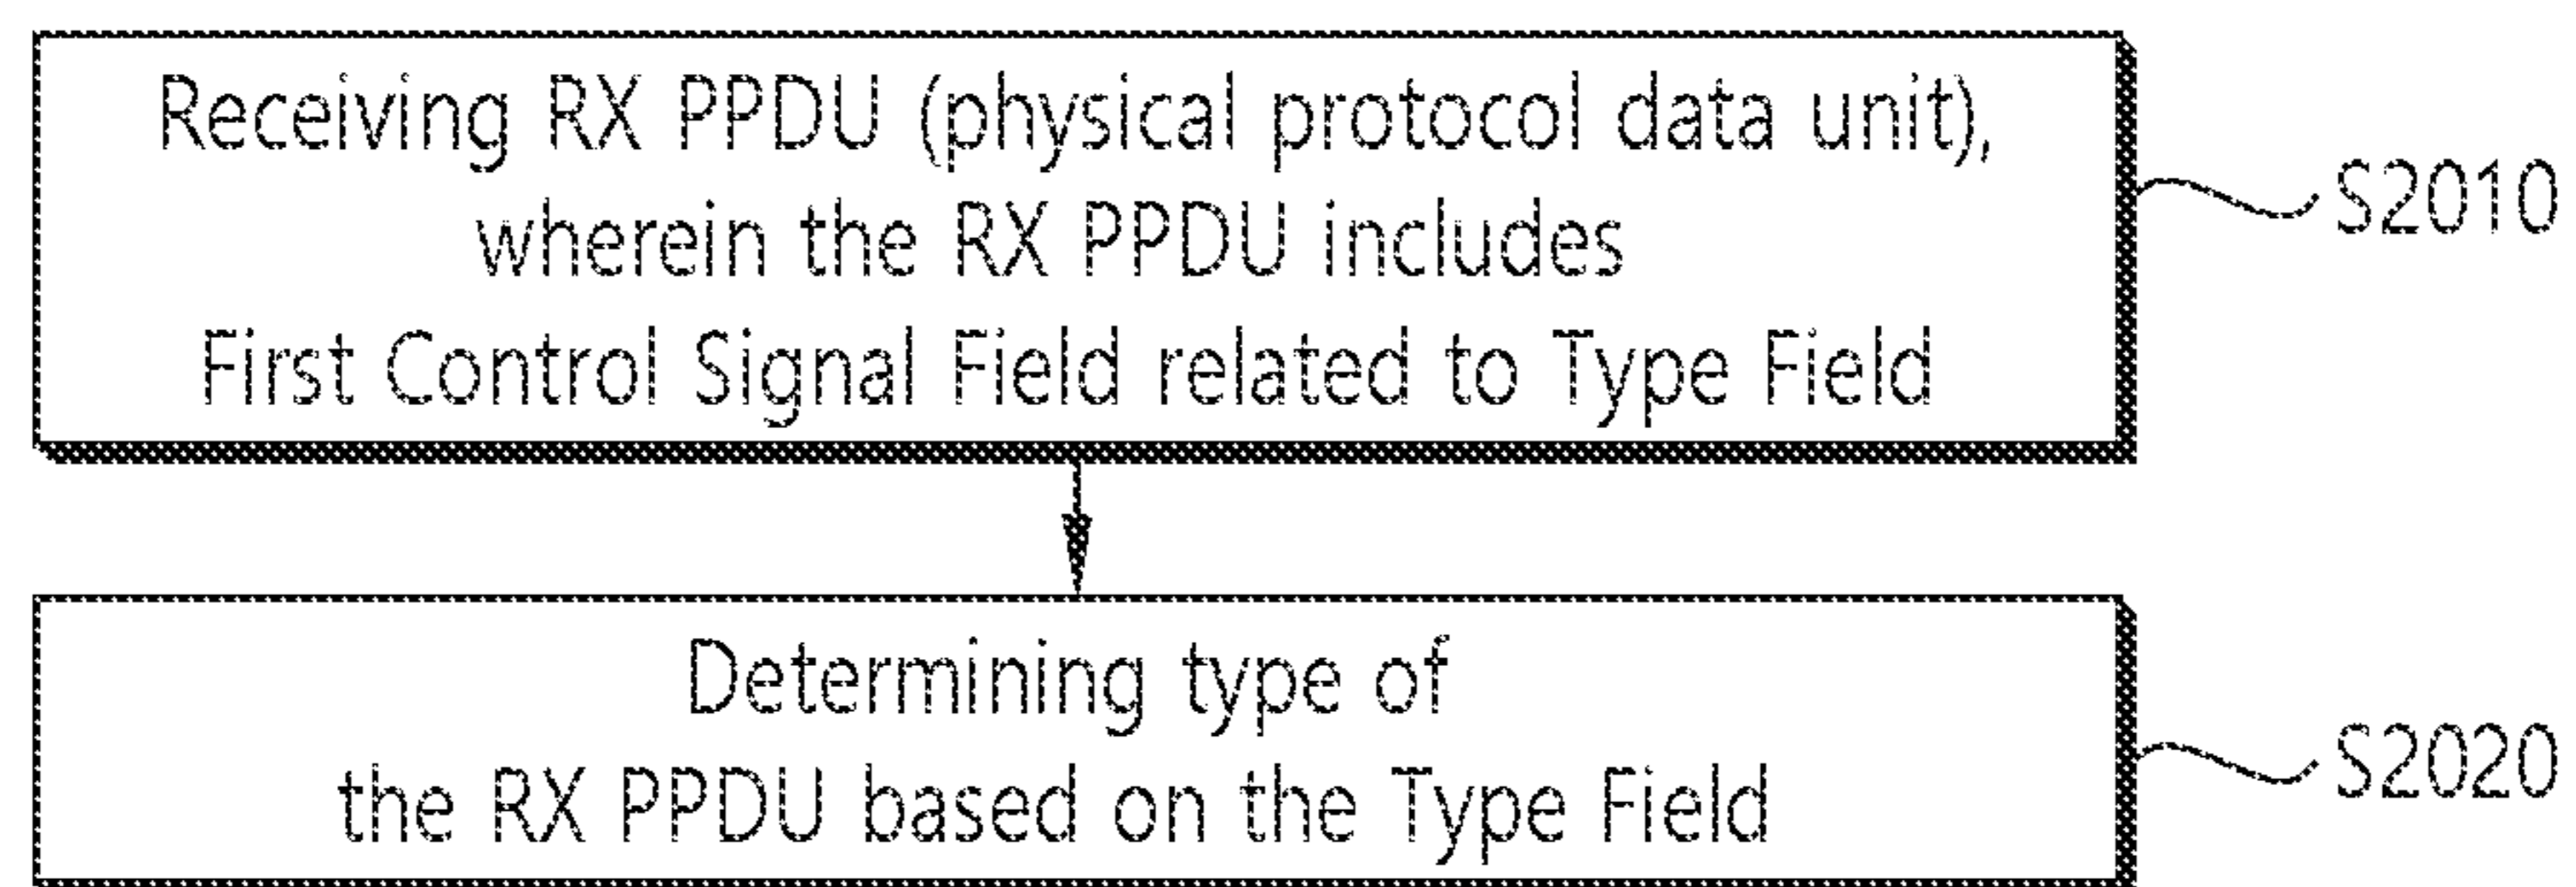 Receiving RX PPDU (physical protocol data unit),
wherein the RX PPDU includes
First Control Signal Field related to Type Field
S2010
Determining type of
the RX PPDU based on the Type Field
S2020